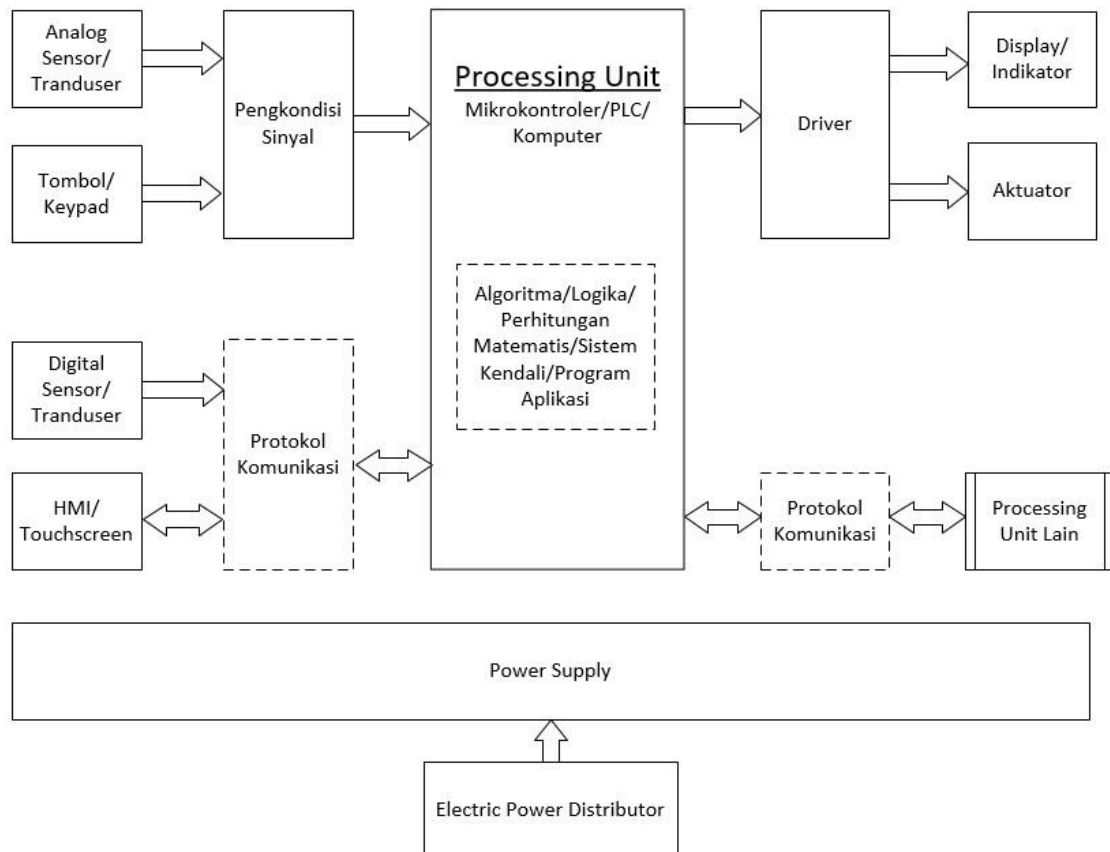 Analog
Sensor/
Tranduser
Tombol/
Keypad
Pengkondisi
Sinyal
Processing Unit
Mikrokontroler/PLC/
Komputer
Driver
Display/
Indikator
Aktuator
Algoritma/Logika/
Perhitungan
Matematis/Sistem
Kendali/Program
Aplikasi
Digital
Sensor/
Tranduser
HMI/
Touchscreen
Protokol
Komunikasi
Protokol
Komunikasi
Processing
Unit Lain
Power Supply
Electric Power Distributor